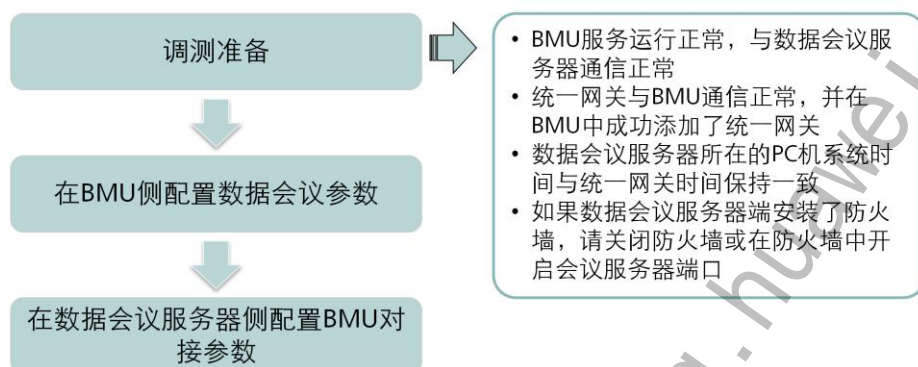 调测准备
在BMU侧配置数据会议参数
在数据会议服务器侧配置BMU对
接参数
• BMU服务运行正常，与数据会议服
务器通信正常
• 统一网关与BMU通信正常，并在
BMU中成功添加了统一网关
• 数据会议服务器所在的PC机系统时
间与统一网关时间保持一致
• 如果数据会议服务器端安装了防火
墙，请关闭防火墙或在防火墙中开
启会议服务器端口
g.huawei